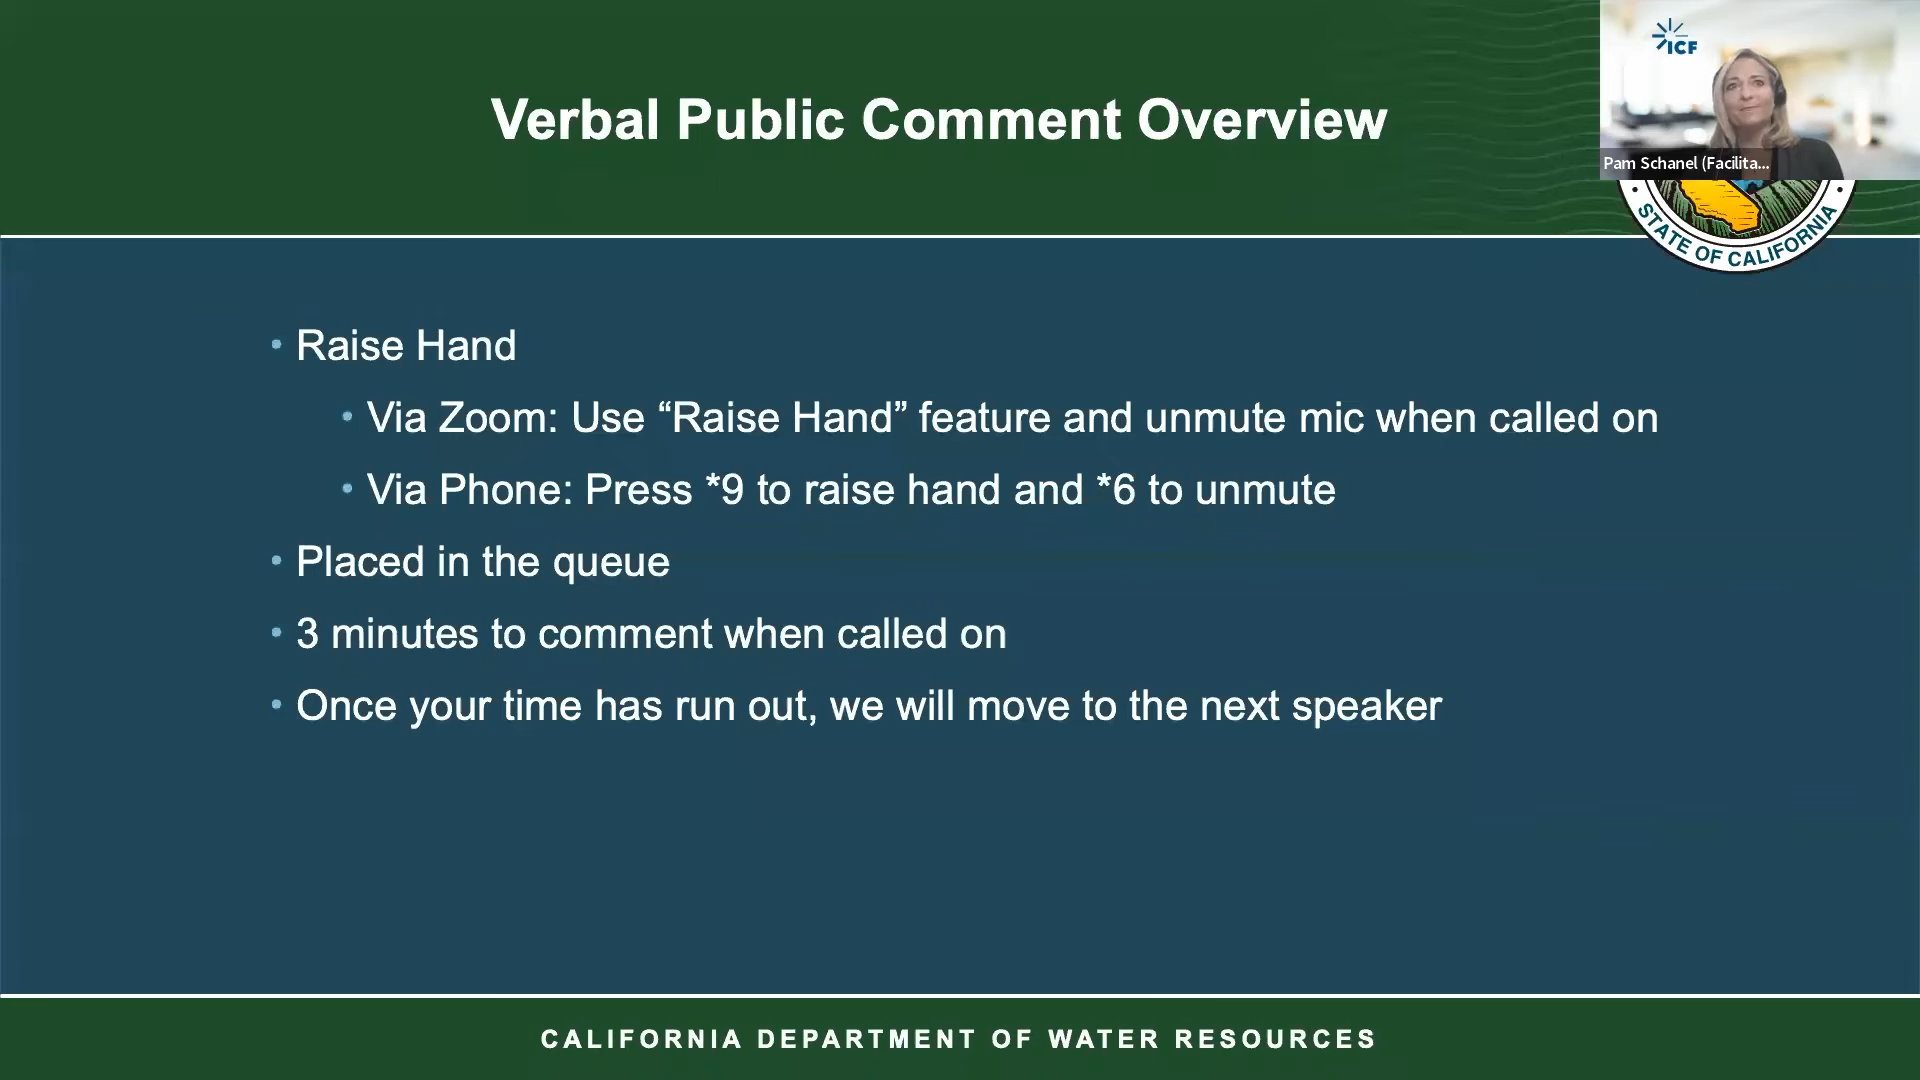 Verbal Public Comment Overview
ICF
Pam Schanel (Facilita...
STATE OF CALIFORNIA
• Raise Hand
• Via Zoom: Use “Raise Hand” feature and unmute mic when called on
• Via Phone: Press *9 to raise hand and *6 to unmute
• Placed in the queue
• 3 minutes to comment when called on
• Once your time has run out, we will move to the next speaker
CALIFORNIA DEPARTMENT OF WATER RESOURCES